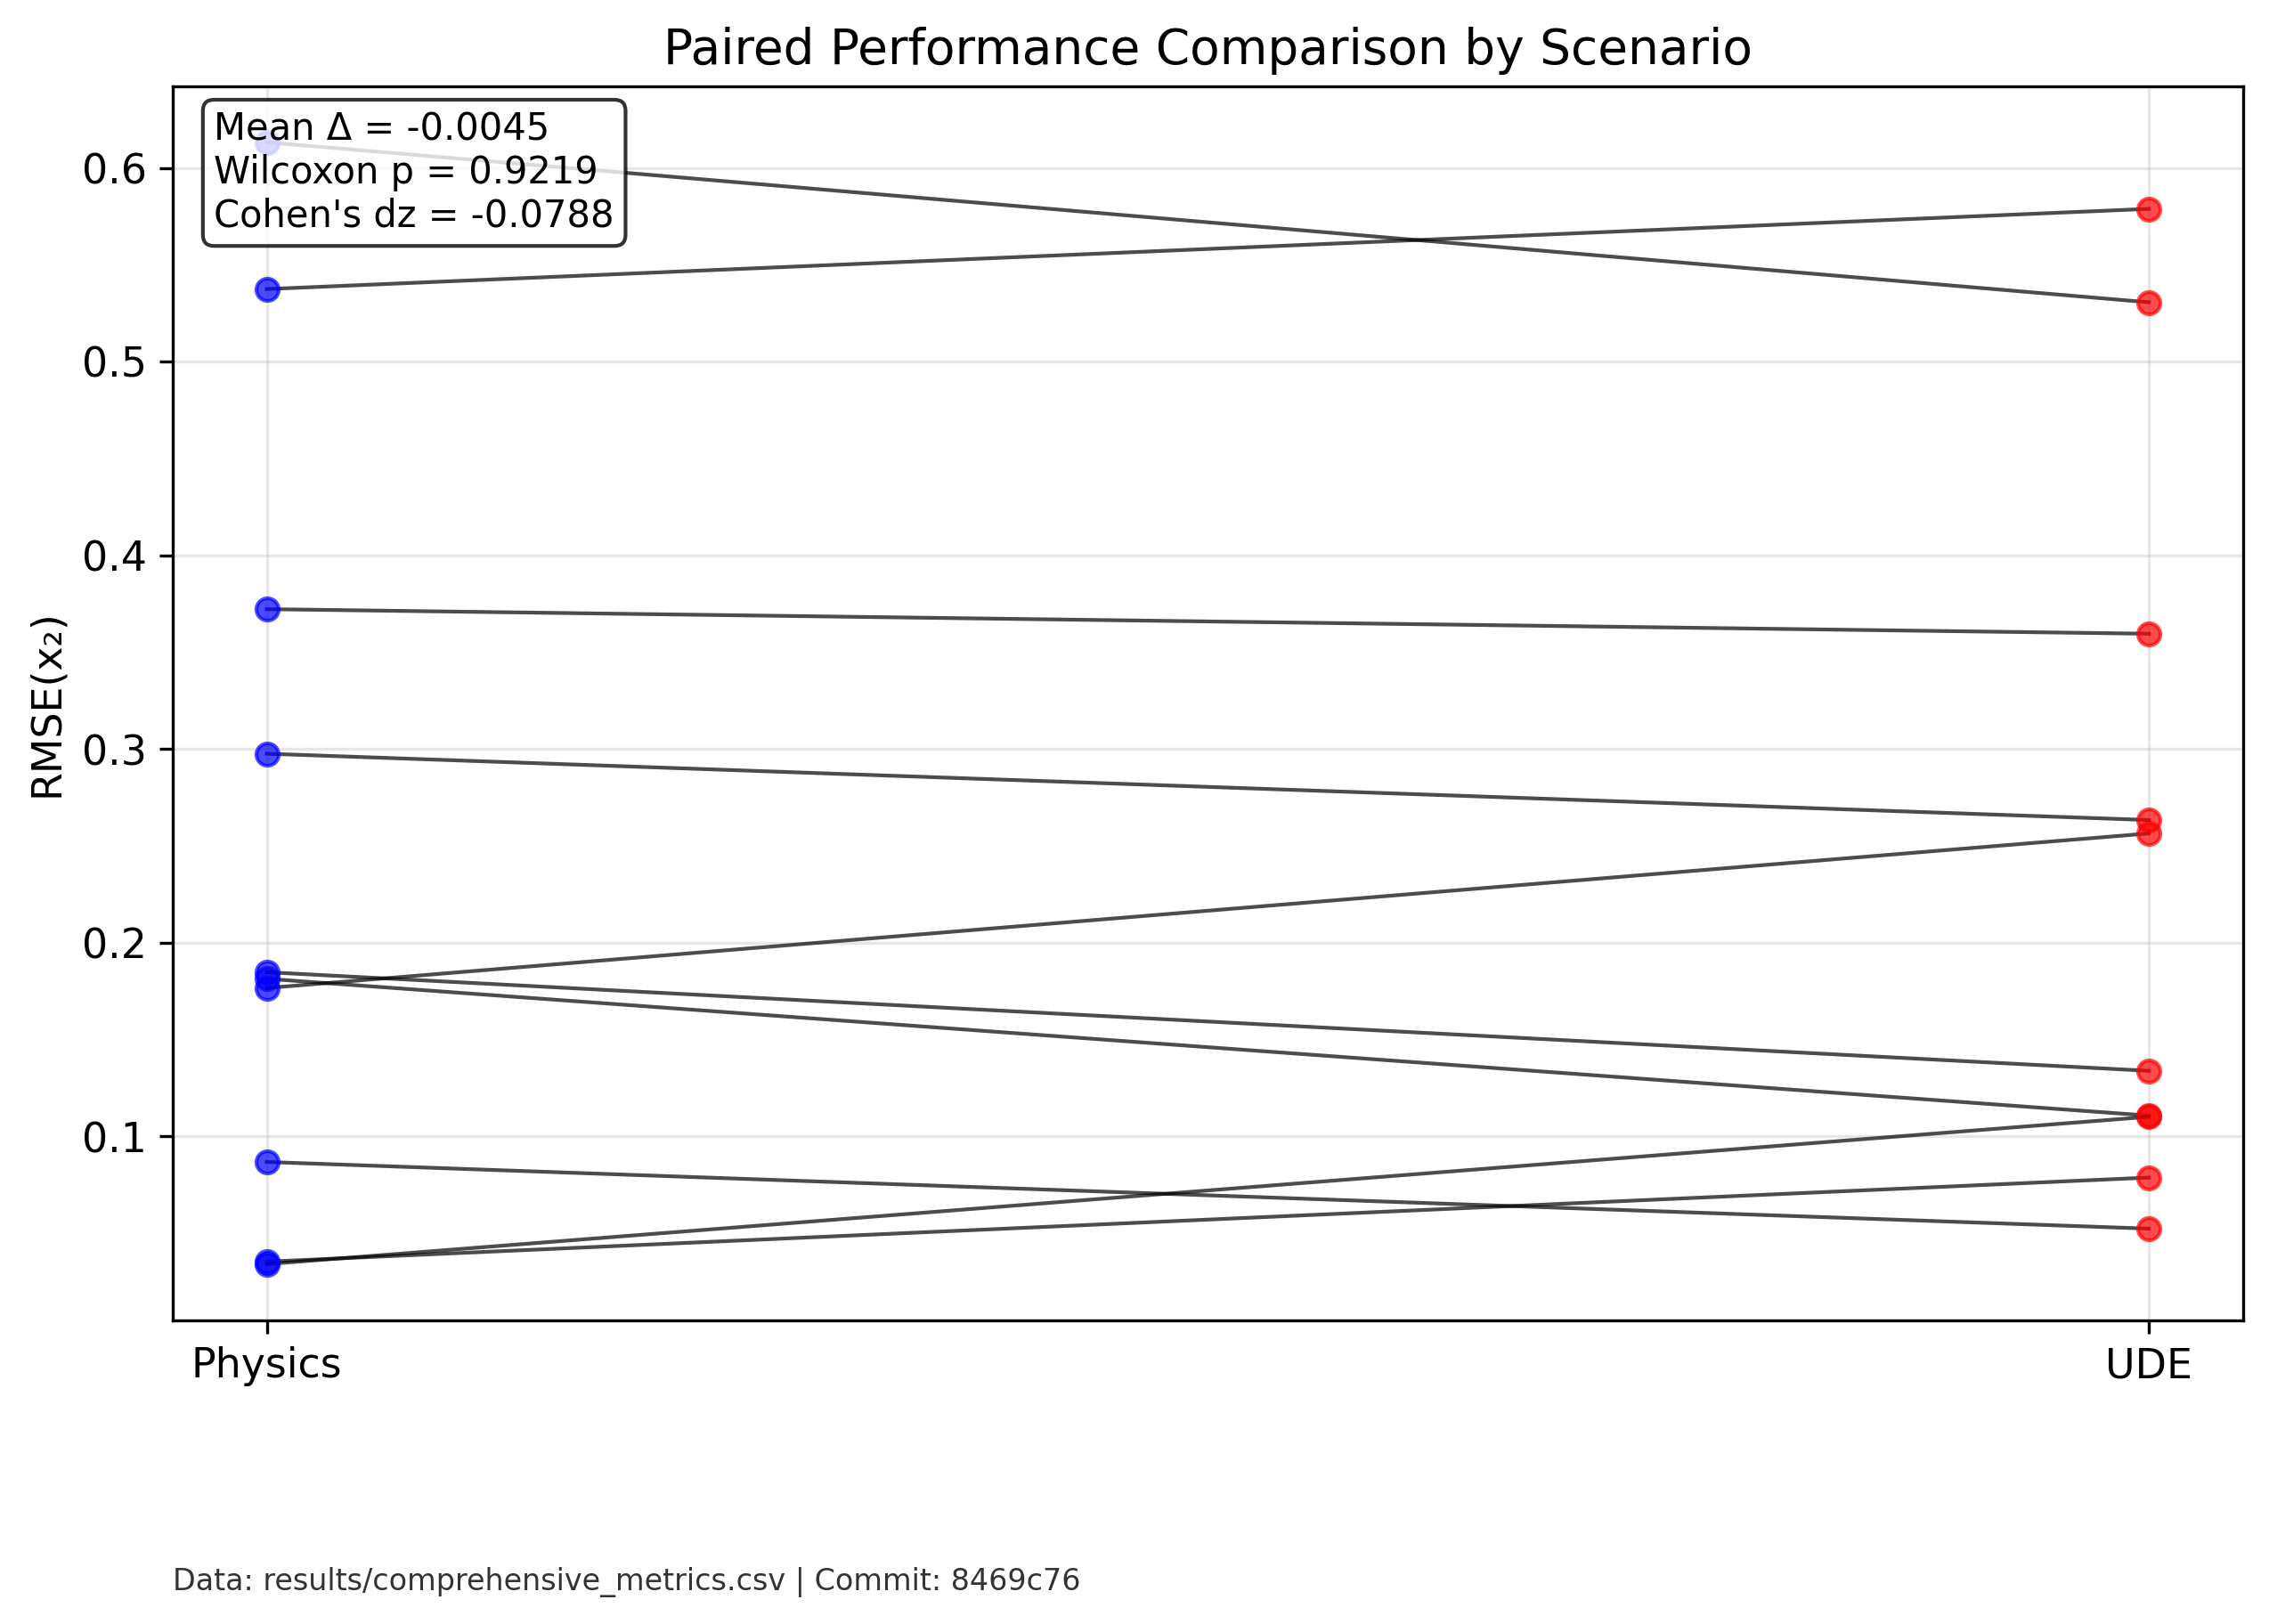 Paired Performance Comparison by Scenario
Mean Δ = -0.0045
Wilcoxon p = 0.9219
Cohen's dz = -0.0788
RMSE(x₂)
0.6
0.5
0.4
0.3
0.2
0.1
Physics
UDE
Data: results/comprehensive_metrics.csv | Commit: 8469c76